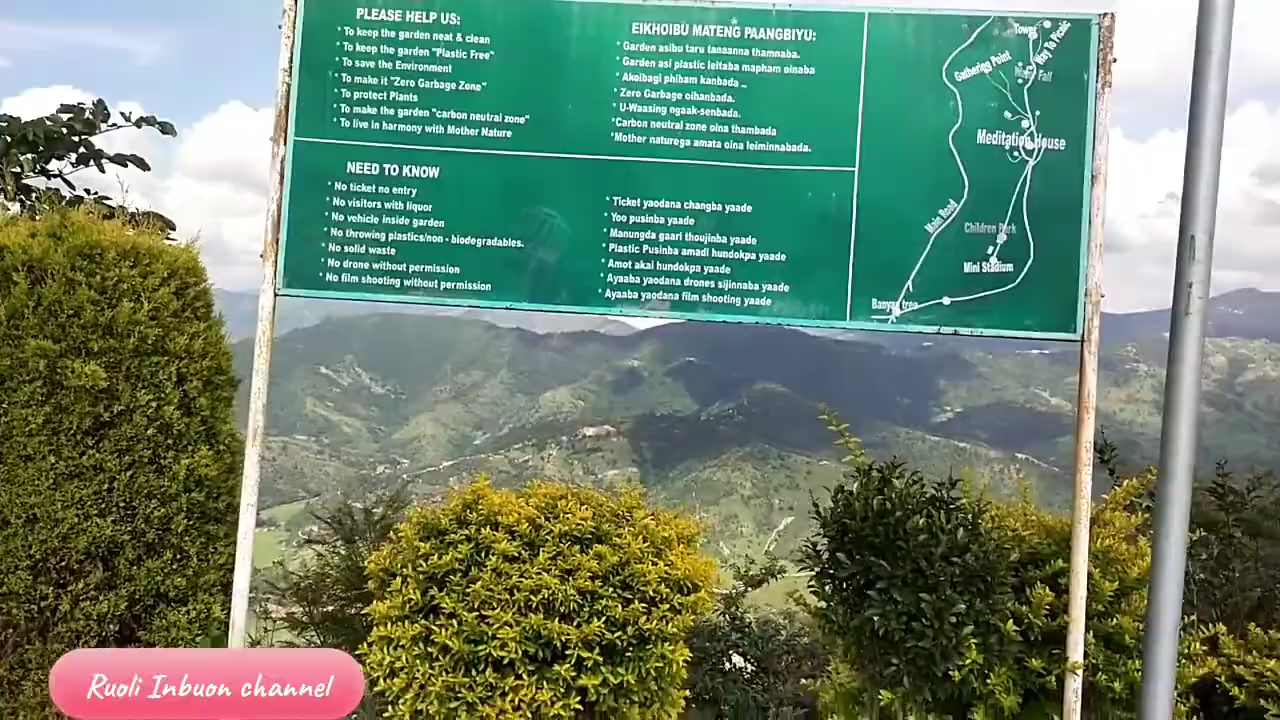 PLEASE HELP US:
* To keep the garden neat & clean
* To keep the garden "Plastic Free"
* To save the Environment
* To make it "Zero Garbage Zone"
* To protect Plants
* To make the garden "carbon neutral zone"
* To live in harmony with Mother Nature
EIKHOIBU MATENG PAANGBIYU:
* Garden asibu taru tanaanna thamnaba.
* Garden asi plastic leitaba mapham oinaba
* Akoibagi phibam kanbada ..
* Zero Garbage oihanbada.
* U-Waasing ngaak-senbada.
*Carbon neutral zone oina thambada
*Mother naturega amata oina leiminnabada.
NEED TO KNOW
* No ticket no entry
* No visitors with liquor
* No vehicle inside garden
* No throwing plastics/non - biodegradables.
* No solid waste
* No drone without permission
* No film shooting without permission
* Ticket yaodana changba yaade
* Yoo pusinba yaade
* Manungda gaari thoujinba yaade
* Plastic Pusinba amadi hundokpa yaade
* Amot akai hundokpa yaade
* Ayaaba yaodana drones sijinnaba yaade
* Ayaaba yaodana film shooting yaade
Tower
Way To Picnic
Gathering Point
Fall
Meditation House
Main Road
Children Park
Mini Stadium
Banyan tree
Ruoli Inbuon channel